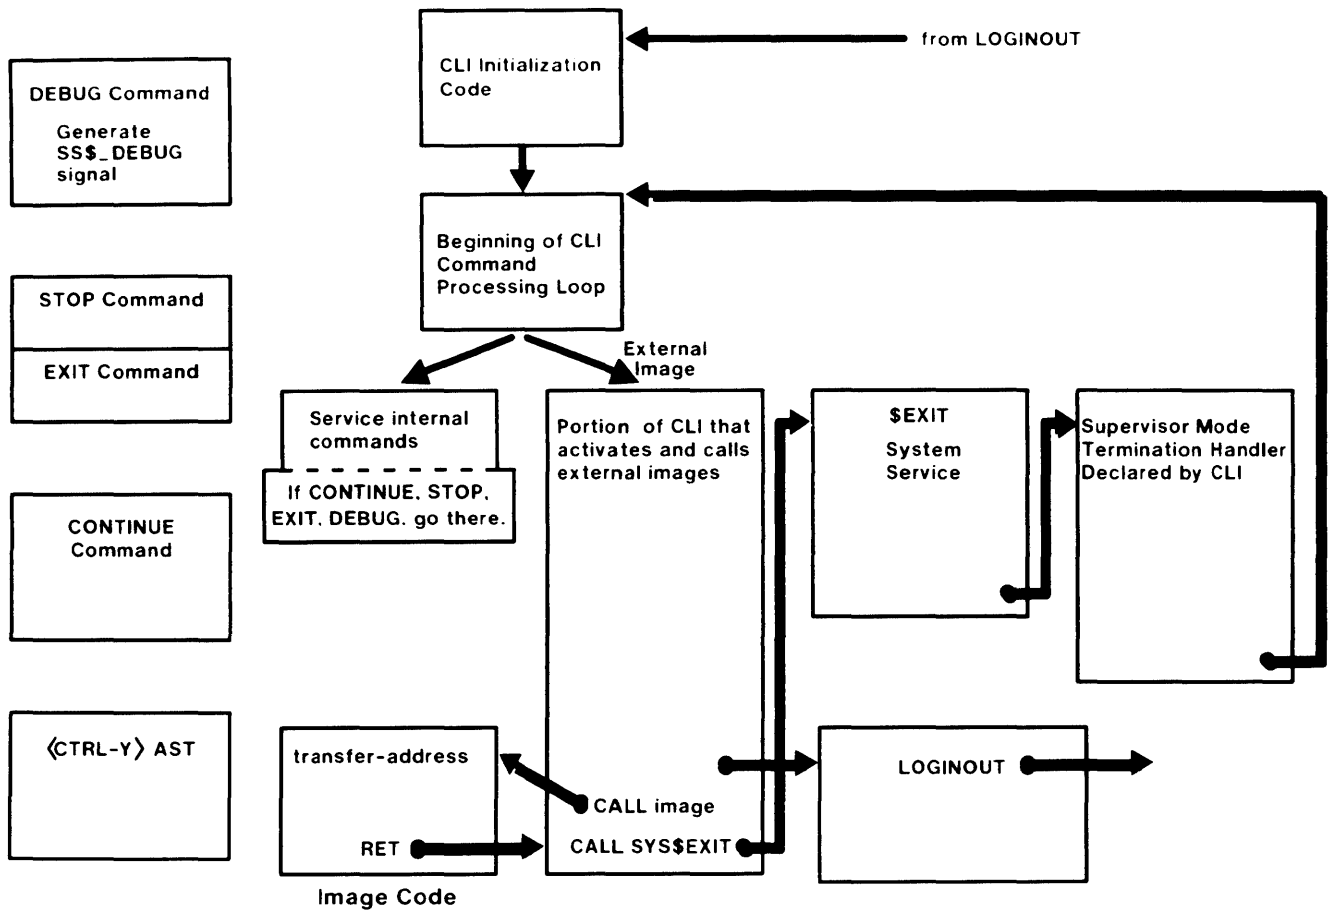 from LOGINOUT
CLI Initialization
Code
DEBUG Command
Generate
SS$_DEBUG
signal
Beginning of CLI
Command
Processing Loop
STOP Command
EXIT Command
External
Image
Service internal
commands
If CONTINUE, STOP,
EXIT, DEBUG, go there.
Portion of CLI that
activates and calls
external images
$EXIT
System
Service
Supervisor Mode
Termination Handler
Declared by CLI
CONTINUE
Command
<CTRL-Y> AST
transfer-address
RET
Image Code
CALL image
CALL SYS$EXIT
LOGINOUT